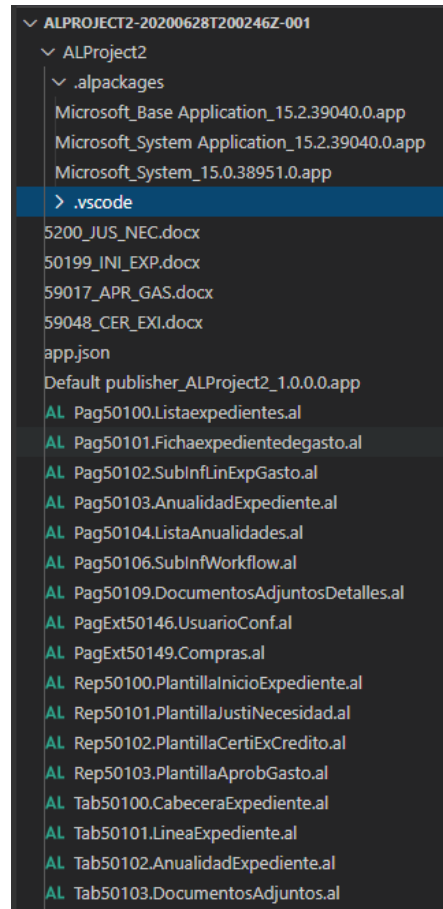 ALPROJECT2-20200628T200246Z-001
ALProject2
.alpackages
Microsoft_Base Application_15.2.39040.0.app
Microsoft_System Application_15.2.39040.0.app
Microsoft_System_15.0.38951.0.app
.vscode
5200_JUS_NEC.docx
50199_INI_EXP.docx
59017_APR_GAS.docx
59048_CER_EXI.docx
app.json
Default publisher_ALProject2_1.0.0.0.app
AL Pag50100.Listaexpedientes.al
AL Pag50101.Fichaexpedientedegasto.al
AL Pag50102.SubInfLinExpGasto.al
AL Pag50103.AnualidadExpediente.al
AL Pag50104.ListaAnualidades.al
AL Pag50106.SubInfWorkflow.al
AL Pag50109.DocumentosAdjuntosDetalles.al
AL PagExt50146.UsuarioConf.al
AL PagExt50149.Compras.al
AL Rep50100.PlantillaInicioExpediente.al
AL Rep50101.PlantillaJustiNecesidad.al
AL Rep50102.PlantillaCertiExCredito.al
AL Rep50103.PlantillaAprobGasto.al
AL Tab50100.CabeceraExpediente.al
AL Tab50101.LineaExpediente.al
AL Tab50102.AnualidadExpediente.al
AL Tab50103.DocumentosAdjuntos.al